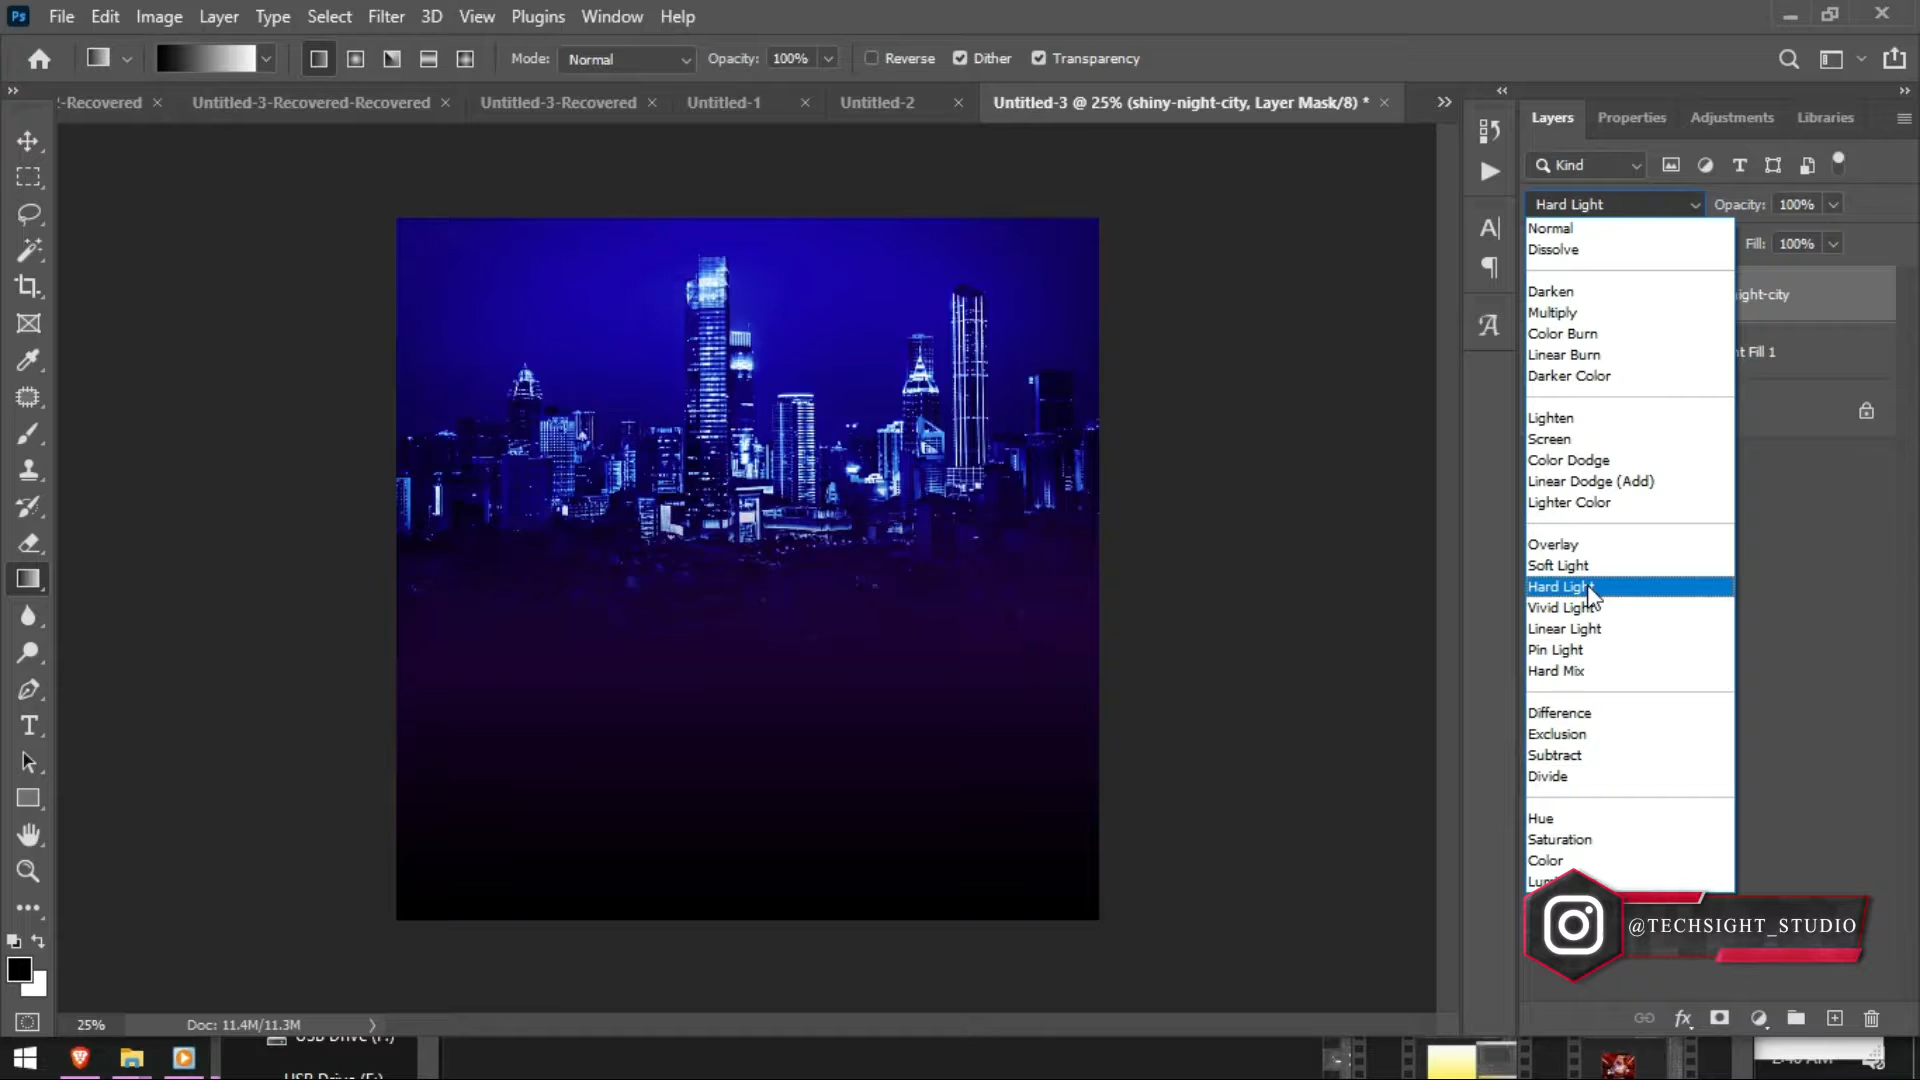 Ps File Edit Image Layer Type Select Filter 3D View Plugins Window Help
Mode: Normal Opacity: 100% Reverse Dither Transparency
-Recovered × Untitled-3-Recovered-Recovered × Untitled-3-Recovered × Untitled-1 × Untitled-2 × Untitled-3 @ 25% (shiny-night-city, Layer Mask/8) * ×
Layers Properties Adjustments Libraries
Kind
Hard Light Opacity: 100%
Fill: 100%
Normal
Dissolve
Darken
Multiply
Color Burn
Linear Burn
Darker Color
Lighten
Screen
Color Dodge
Linear Dodge (Add)
Lighter Color
Overlay
Soft Light
Hard Light
Vivid Light
Linear Light
Pin Light
Hard Mix
Difference
Exclusion
Subtract
Divide
Hue
Saturation
Color
ight-city
t Fill 1
@TECHSIGHT_STUDIO
25% Doc: 11.4M/11.3M